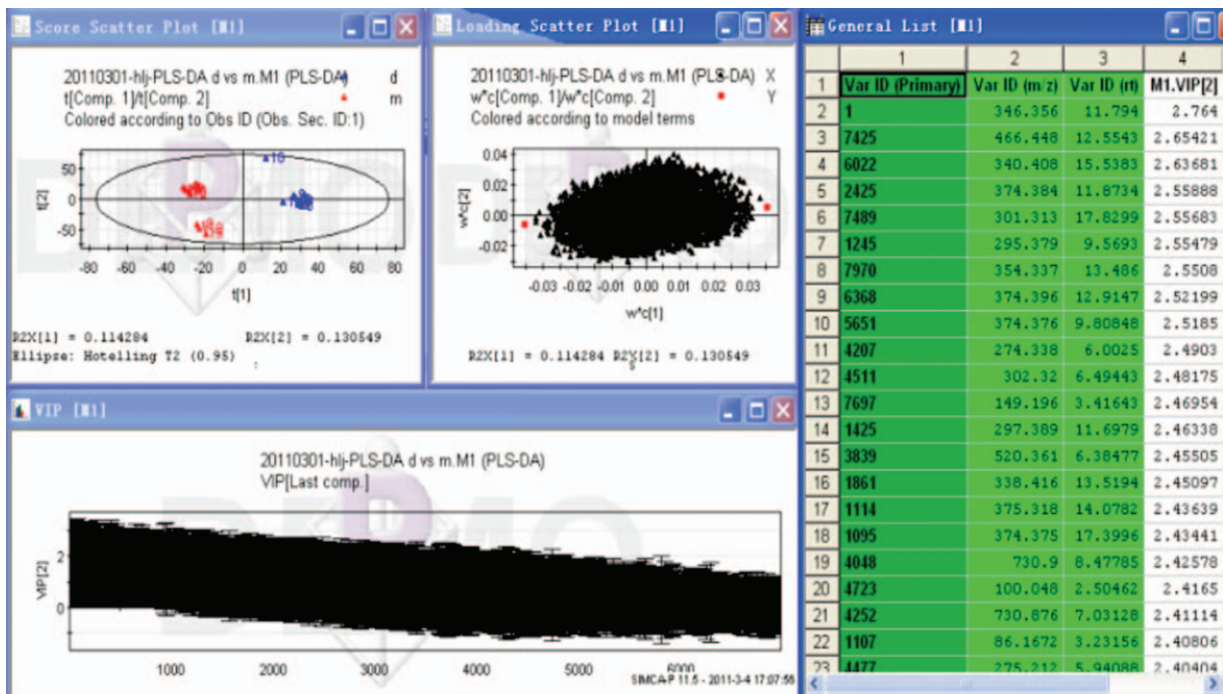 Score Scatter Plot [M1]
20110301-hlj-PLS-DA d vs m.M1 (PLS-DA)
d
t[Comp. 1]/t[Comp. 2]
m
Colored according to Obs ID (Obs. Sec. ID:1)
t[2]
50
0
-50
10
-80 -60 -40 -20 0 20 40 60 80
t[1]
R2X[1] = 0.114284 R2X[2] = 0.130549
Ellipse: Hotelling T2 (0.95)
Loading Scatter Plot [M1]
20110301-hlj-PLS-DA d vs m.M1 (PLS-DA) X
w*c[Comp. 1]/w*c[Comp. 2] Y
Colored according to model terms
w*c[2]
0.04
0.02
0.00
-0.02
-0.03 -0.02 -0.01 0.00 0.01 0.02 0.03
w*c[1]
R2X[1] = 0.114284 R2X[2] = 0.130549
VIP [M1]
20110301-hlj-PLS-DA d vs m.M1 (PLS-DA)
VIP[Last comp.]
VIP[2]
2
0
1000 2000 3000 4000 5000 6000
SIMCA-P 11.5 - 2011-3-4 17:07:56
DEMO
General List [M1]
1 2 3 4
1 Var ID (Primary) Var ID (m/z) Var ID (rt) M1.VIP[2]
2 1 346.356 11.794 2.764
3 7425 466.448 12.5543 2.65421
4 6022 340.408 15.5383 2.63681
5 2425 374.384 11.8734 2.55888
6 7489 301.313 17.8299 2.55683
7 1245 295.379 9.5693 2.55479
8 7970 354.337 13.486 2.5508
9 6368 374.396 12.9147 2.52199
10 5651 374.376 9.80848 2.5185
11 4207 274.338 6.0025 2.4903
12 4511 302.32 6.49443 2.48175
13 7697 149.196 3.41643 2.46954
14 1425 297.389 11.6979 2.46338
15 3839 520.361 6.38477 2.45505
16 1861 338.416 13.5194 2.45097
17 1114 375.318 14.0782 2.43639
18 1095 374.375 17.3996 2.43441
19 4048 730.9 8.47785 2.42578
20 4723 100.048 2.50462 2.4165
21 4252 730.876 7.03128 2.41114
22 1107 86.1672 3.23156 2.40806
23 4477 275.212 5.94088 2.40404